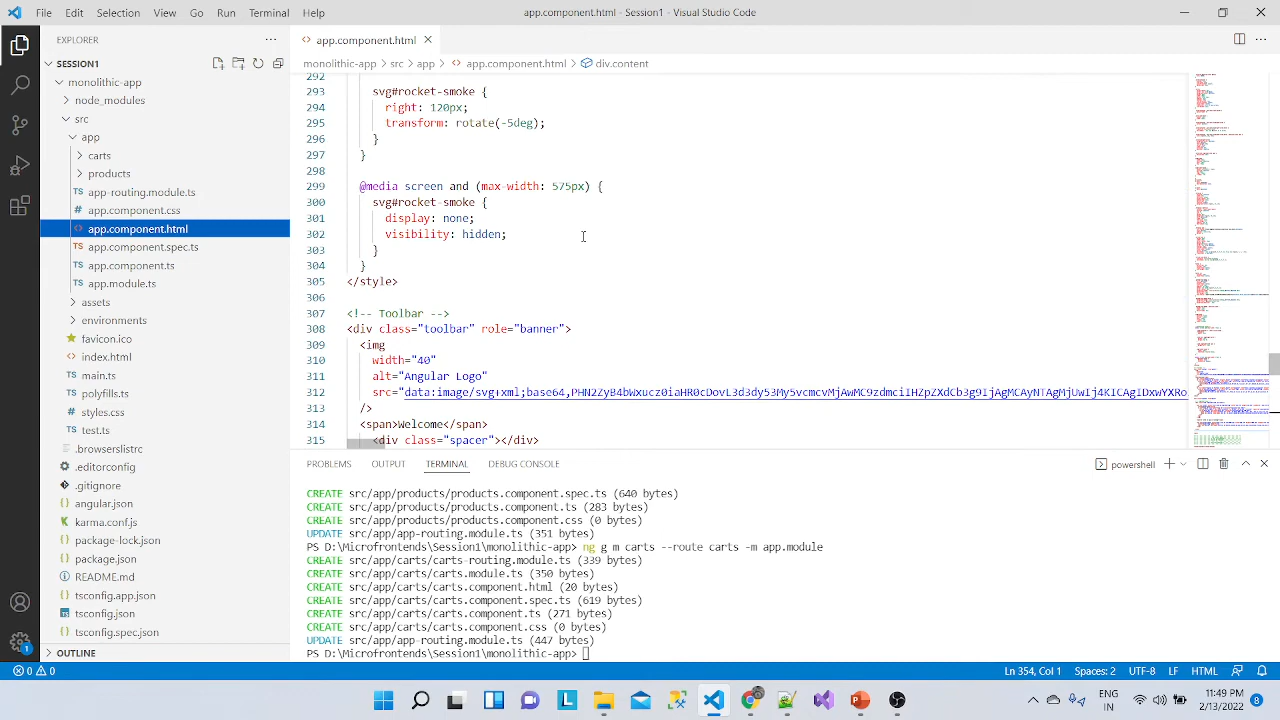 File Edit Selection View Go Run Terminal Help
app.component.html - Session1 - Visual Studio Code
EXPLORER
SESSION1
monolithic-app
node_modules
src
app
carts
products
TS app-routing.module.ts
# app.component.css
<> app.component.html
TS app.component.spec.ts
TS app.component.ts
TS app.module.ts
assets
environments
favicon.ico
<> index.html
TS main.ts
TS polyfills.ts
# styles.css
TS test.ts
.browserslistrc
.editorconfig
.gitignore
angular.json
karma.conf.js
package-lock.json
package.json
README.md
tsconfig.app.json
TS tsconfig.json
tsconfig.spec.json
OUTLINE
<> app.component.html
monolithic-app > src > app > <> app.component.html > div.content
292
293 svg#rocket-smoke {
294 right: 120px;
295 transform: rotate(-5deg);
296 }
297 }
298
299 @media screen and (max-width: 575px) {
300 svg#rocket-smoke {
301 display: none;
302 visibility: hidden;
303 }
304 }
305 </style>
306
307 <!-- Toolbar -->
308 <div class="toolbar" role="banner">
309 <img
310 width="40"
311 alt="Angular Logo"
312
313 />
314 <span>Welcome</span>
315 <div class="spacer"></div>
PROBLEMS OUTPUT TERMINAL DEBUG CONSOLE
powershell
CREATE src/app/products/products.component.spec.ts (640 bytes)
CREATE src/app/products/products.component.ts (283 bytes)
CREATE src/app/products/products.component.css (0 bytes)
UPDATE src/app/app-routing.module.ts (351 bytes)
PS D:\Microfrontends\Session1\monolithic-app> ng g m carts --route carts -m app.module
CREATE src/app/carts/carts-routing.module.ts (339 bytes)
CREATE src/app/carts/carts.module.ts (350 bytes)
CREATE src/app/carts/carts.component.html (20 bytes)
CREATE src/app/carts/carts.component.spec.ts (619 bytes)
CREATE src/app/carts/carts.component.ts (271 bytes)
CREATE src/app/carts/carts.component.css (0 bytes)
UPDATE src/app/app-routing.module.ts (447 bytes)
PS D:\Microfrontends\Session1\monolithic-app>
0 0
Ln 354, Col 1 Spaces: 2 UTF-8 LF HTML
ENG
IN
11:49 PM
2/13/2022
8